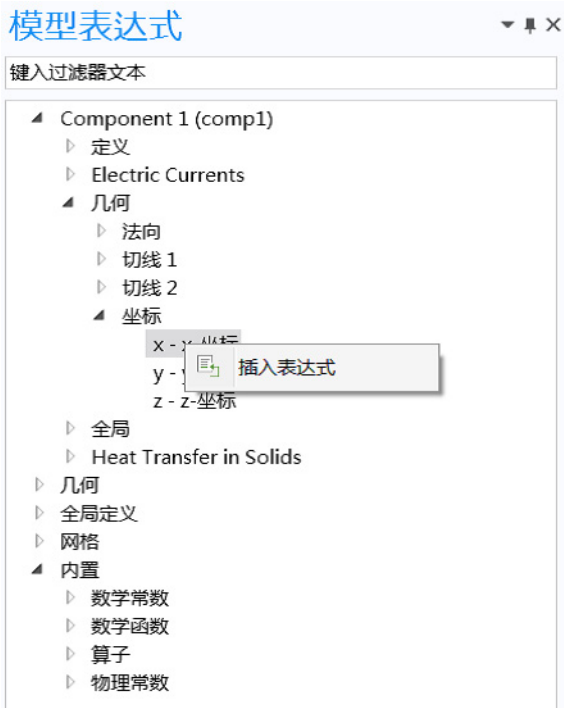 模型表达式
键入过滤器文本
Component 1 (comp1)
定义
Electric Currents
几何
法向
切线 1
切线 2
坐标
x - x-坐标
插入表达式
y -
z - z-坐标
全局
Heat Transfer in Solids
几何
全局定义
网格
内置
数学常数
数学函数
算子
物理常数